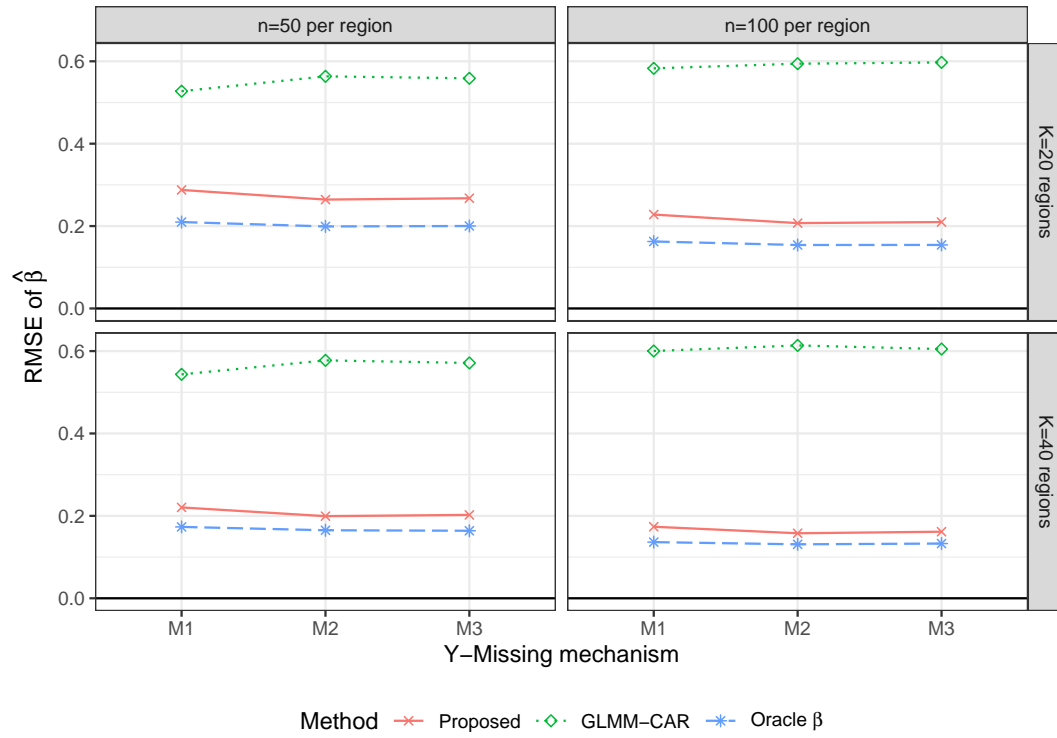 n=50 per region
n=100 per region
0.6
0.4
0.2
0.0
K=20 regions
RMSE of β̂
0.6
0.4
0.2
0.0
K=40 regions
M1 M2 M3
M1 M2 M3
Y−Missing mechanism
Method Proposed GLMM−CAR Oracle β